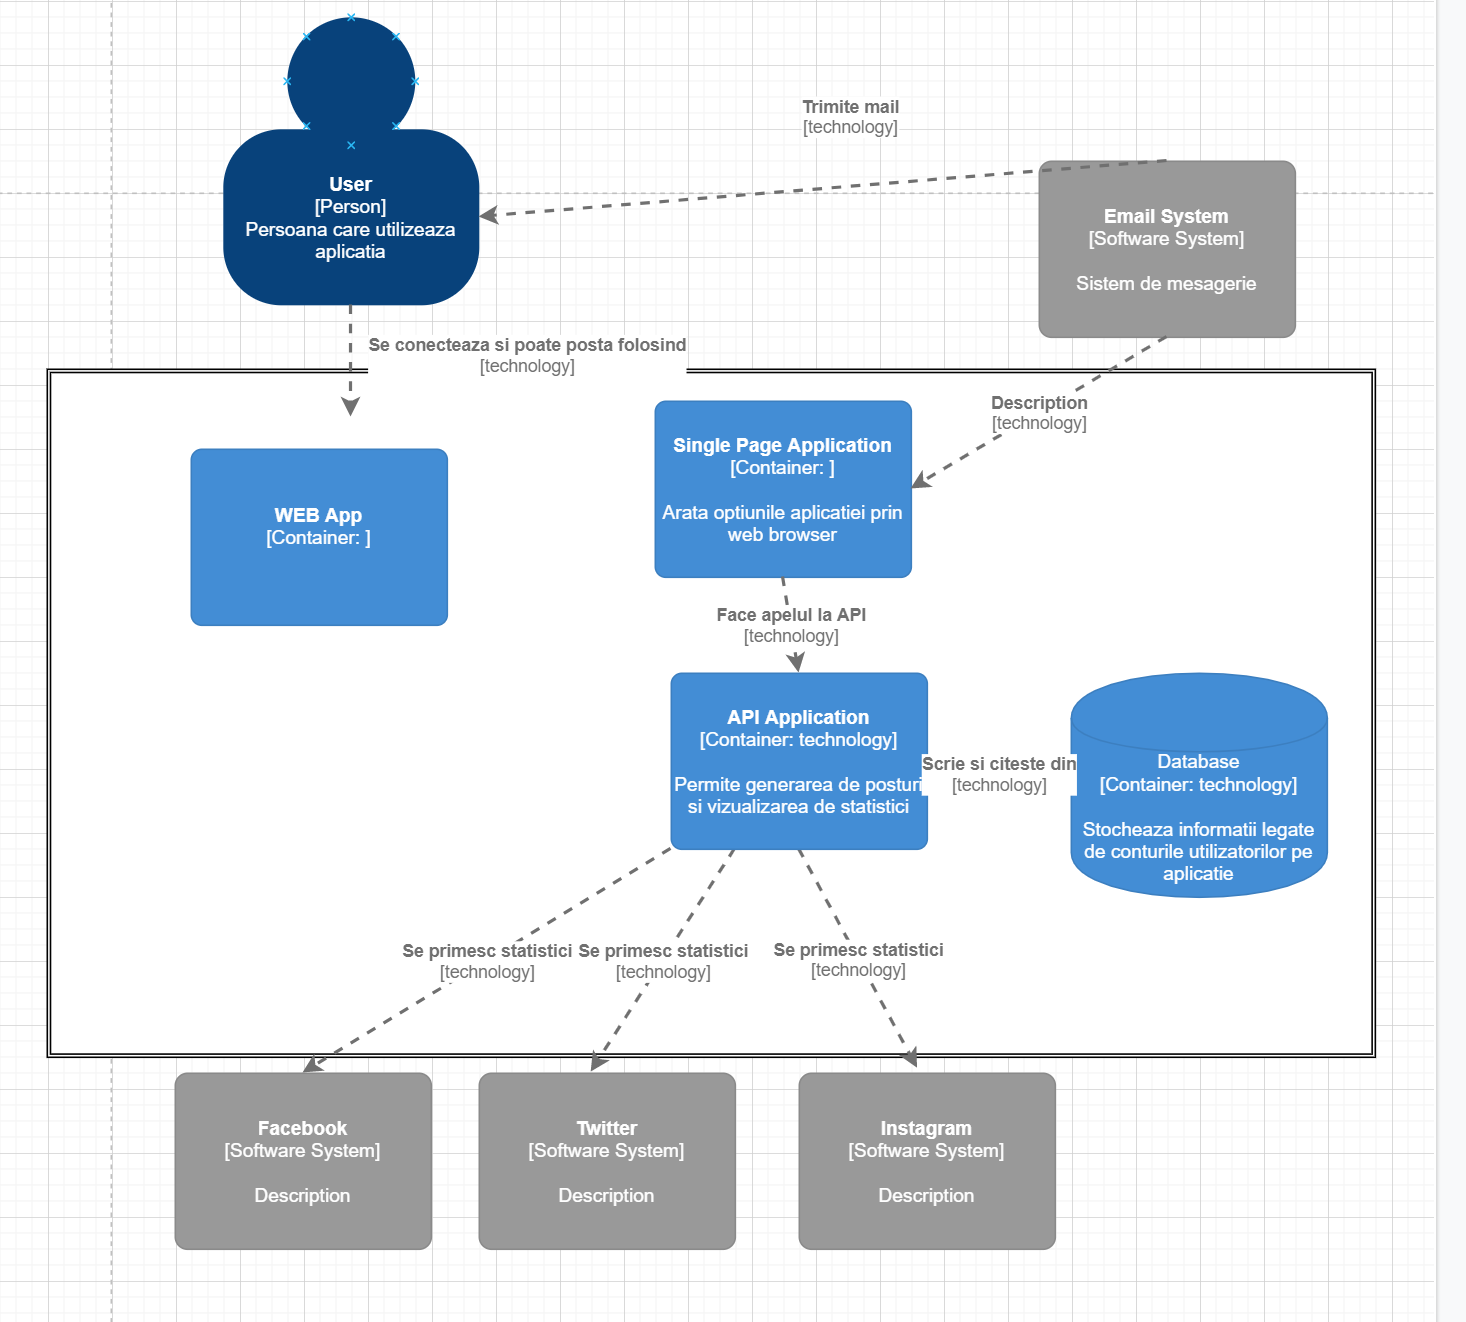 Trimite mail
[technology]
User
[Person]
Persoana care utilizeaza
aplicatia
Email System
[Software System]
Sistem de mesagerie
Se conecteaza si poate posta folosind
[technology]
Description
[technology]
Single Page Application
[Container: ]
Arata optiunile aplicatiei prin
web browser
WEB App
[Container: ]
Face apelul la API
[technology]
API Application
[Container: technology]
Permite generarea de posturi
si vizualizarea de statistici
Scrie si citeste din
[technology]
Database
[Container: technology]
Stocheaza informatii legate
de conturile utilizatorilor pe
aplicatie
Se primesc statistici
[technology]
Se primesc statistici
[technology]
Se primesc statistici
[technology]
Facebook
[Software System]
Description
Twitter
[Software System]
Description
Instagram
[Software System]
Description